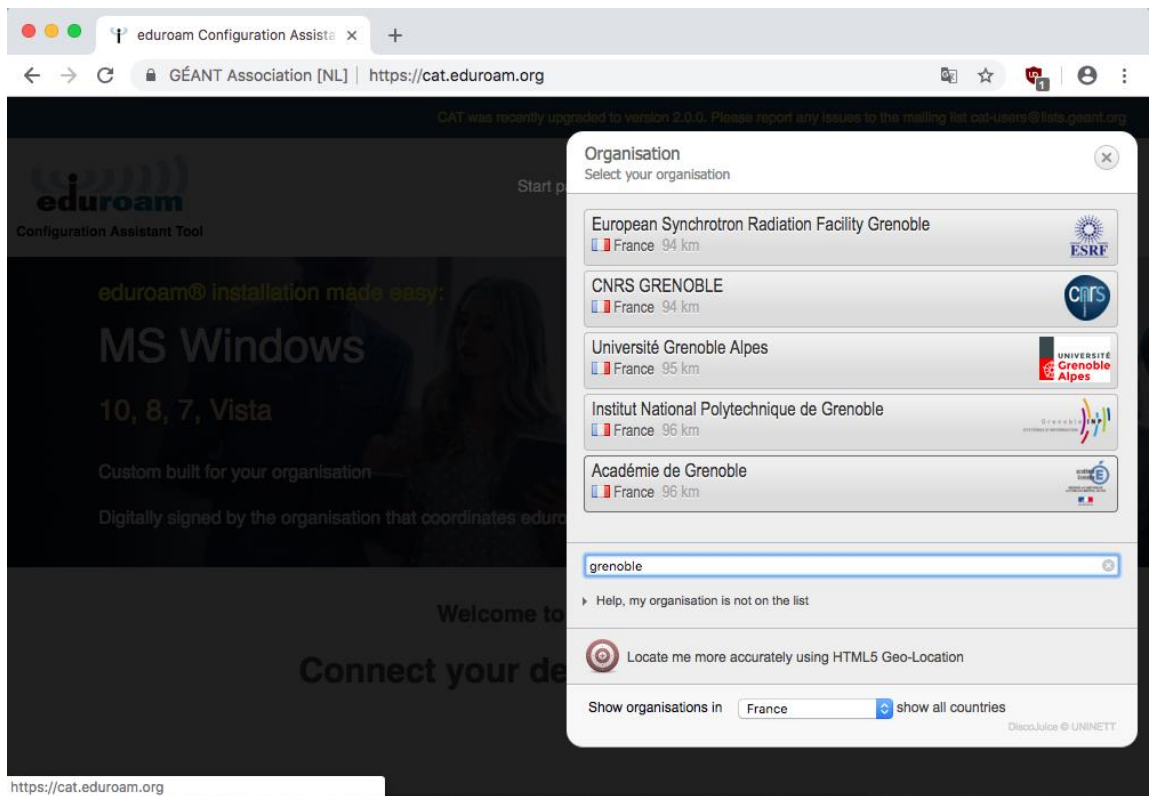 eduroam Configuration Assista
GÉANT Association [NL] https://cat.eduroam.org
1
CAT was recently upgraded to version 2.0.0. Please report any issues to the mailing list cat-users@lists.geant.org
eduroam
Configuration Assistant Tool
Start p
eduroam® installation made easy:
MS Windows
10, 8, 7, Vista
Custom built for your organisation
Digitally signed by the organisation that coordinates eduro
Welcome to
Connect your de
Organisation
Select your organisation
European Synchrotron Radiation Facility Grenoble
France 94 km
ESRF
CNRS GRENOBLE
France 94 km
cnrs
Université Grenoble Alpes
France 95 km
UNIVERSITÉ
Grenoble
Alpes
Institut National Polytechnique de Grenoble
France 96 km
Grenoble INP
Académie de Grenoble
France 96 km
grenoble
Help, my organisation is not on the list
Locate me more accurately using HTML5 Geo-Location
Show organisations in France show all countries
DiscoJuice © UNINETT
https://cat.eduroam.org